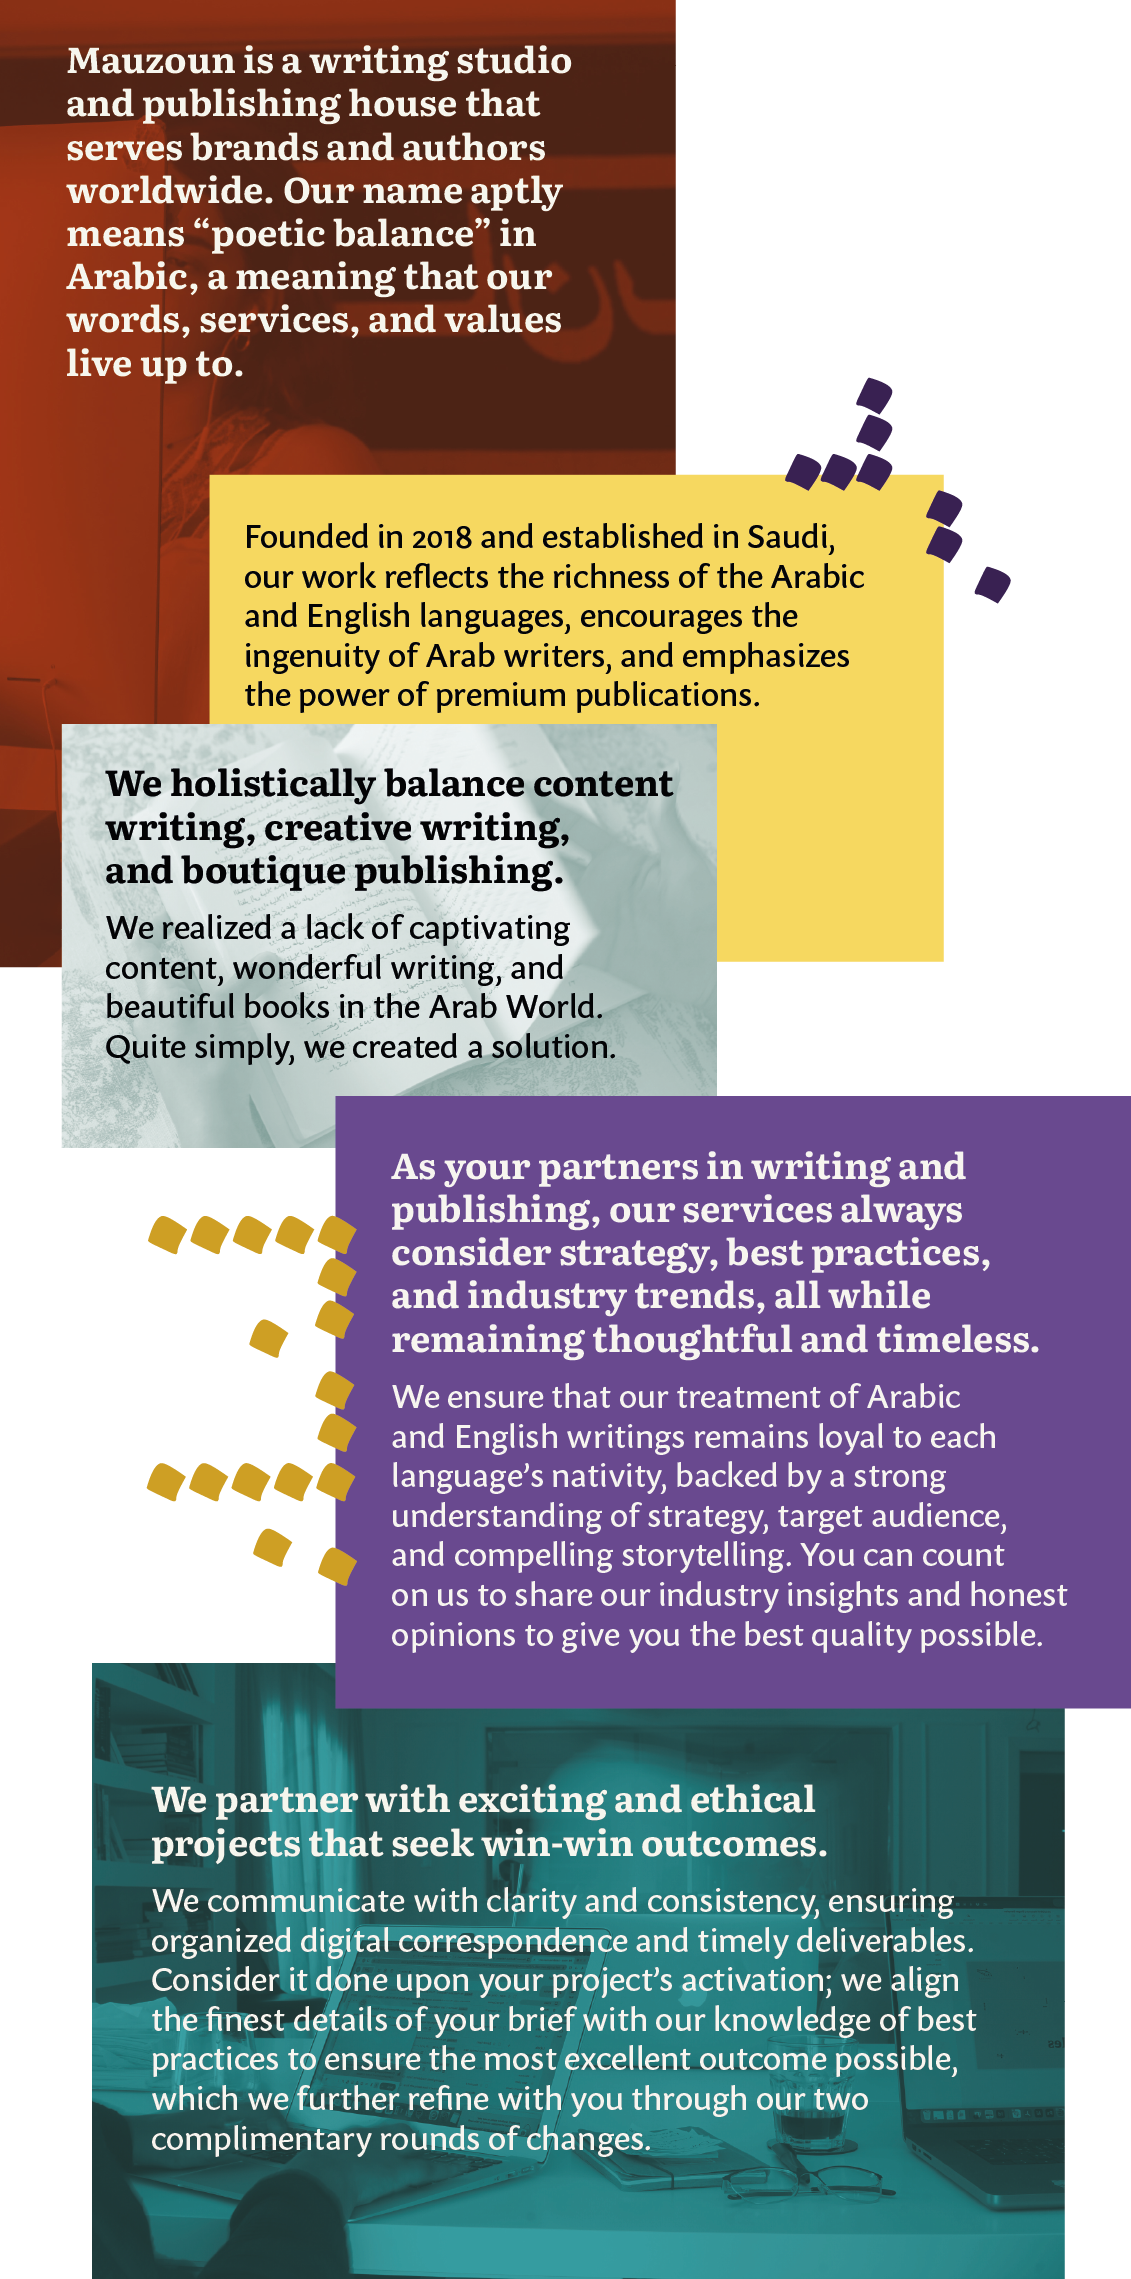 Mauzoun is a writing studio
and publishing house that
serves brands and authors
worldwide. Our name aptly
means “poetic balance” in
Arabic, a meaning that our
words, services, and values
live up to.
Founded in 2018 and established in Saudi,
our work reflects the richness of the Arabic
and English languages, encourages the
ingenuity of Arab writers, and emphasizes
the power of premium publications.
We holistically balance content
writing, creative writing,
and boutique publishing.
We realized a lack of captivating
content, wonderful writing, and
beautiful books in the Arab World.
Quite simply, we created a solution.
As your partners in writing and
publishing, our services always
consider strategy, best practices,
and industry trends, all while
remaining thoughtful and timeless.
We ensure that our treatment of Arabic
and English writings remains loyal to each
language’s nativity, backed by a strong
understanding of strategy, target audience,
and compelling storytelling. You can count
on us to share our industry insights and honest
opinions to give you the best quality possible.
We partner with exciting and ethical
projects that seek win-win outcomes.
We communicate with clarity and consistency, ensuring
organized digital correspondence and timely deliverables.
Consider it done upon your project’s activation; we align
the finest details of your brief with our knowledge of best
practices to ensure the most excellent outcome possible,
which we further refine with you through our two
complimentary rounds of changes.